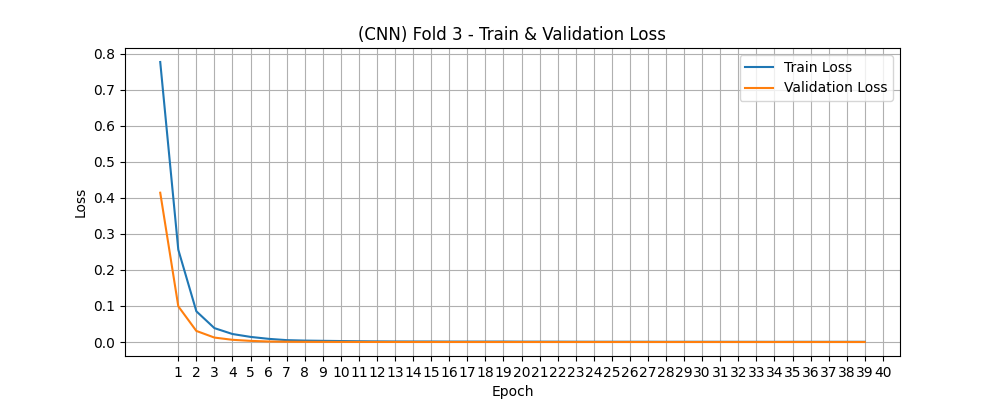 (CNN) Fold 3 - Train & Validation Loss
Train Loss
Validation Loss
Loss
0.8
0.7
0.6
0.5
0.4
0.3
0.2
0.1
0.0
1 2 3 4 5 6 7 8 9 10 11 12 13 14 15 16 17 18 19 20 21 22 23 24 25 26 27 28 29 30 31 32 33 34 35 36 37 38 39 40
Epoch